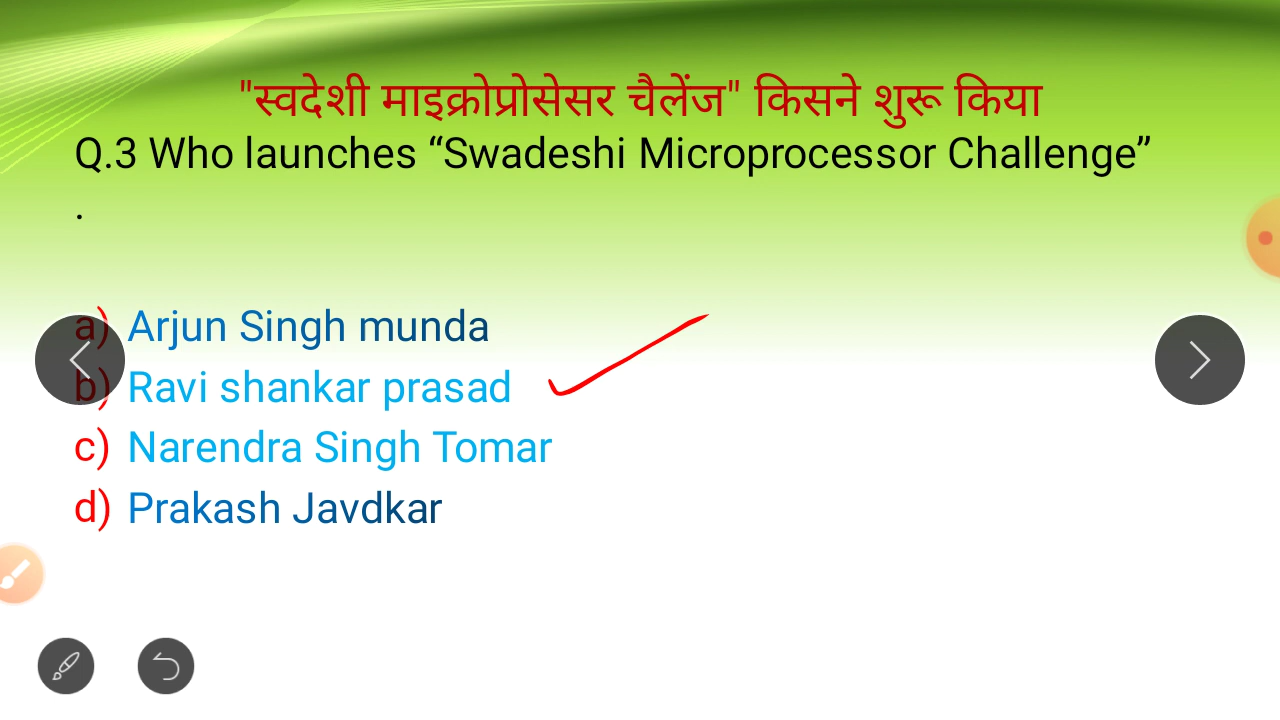 "स्वदेशी माइक्रोप्रोसेसर चैलेंज" किसने शुरू किया
Q.3 Who launches “Swadeshi Microprocessor Challenge”
.
a) Arjun Singh munda
b) Ravi shankar prasad
c) Narendra Singh Tomar
d) Prakash Javdkar